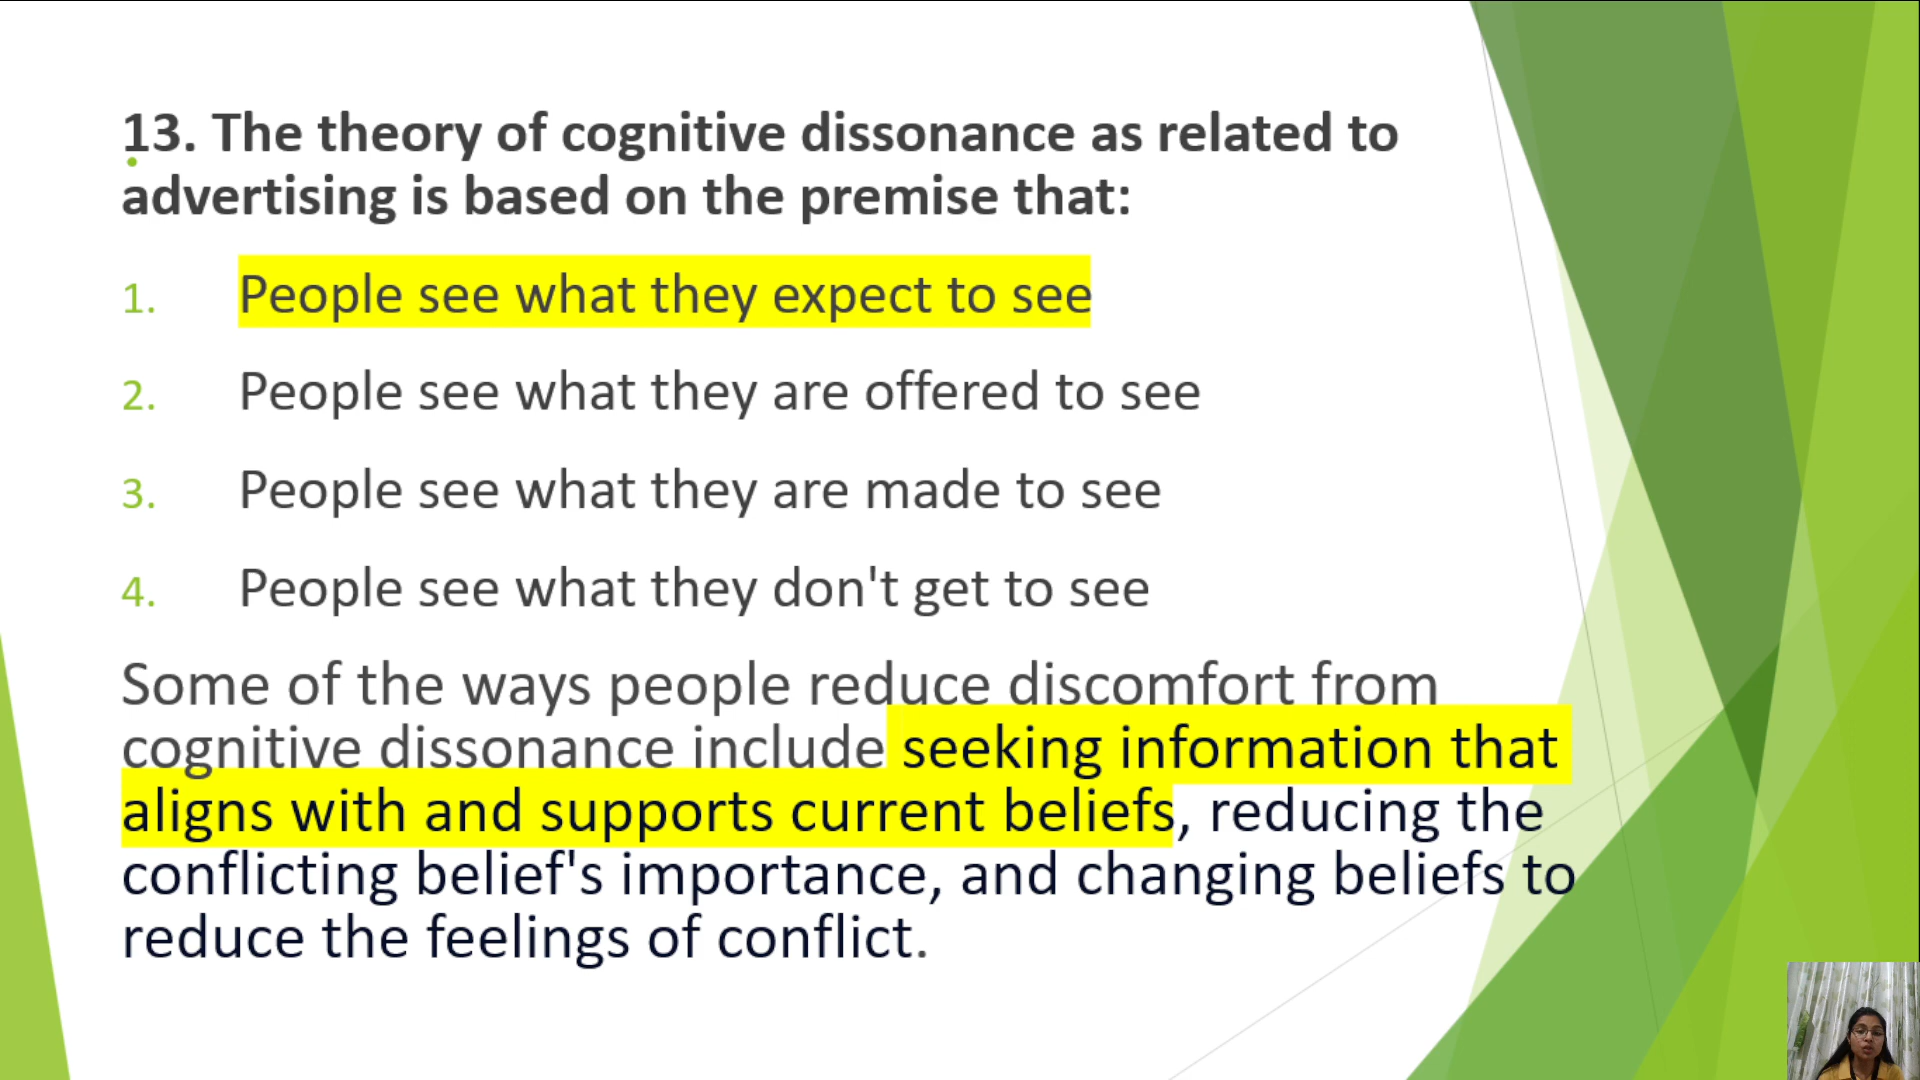 13. The theory of cognitive dissonance as related to
advertising is based on the premise that:
1. People see what they expect to see
2. People see what they are offered to see
3. People see what they are made to see
4. People see what they don't get to see
Some of the ways people reduce discomfort from
cognitive dissonance include seeking information that
aligns with and supports current beliefs, reducing the
conflicting belief's importance, and changing beliefs to
reduce the feelings of conflict.